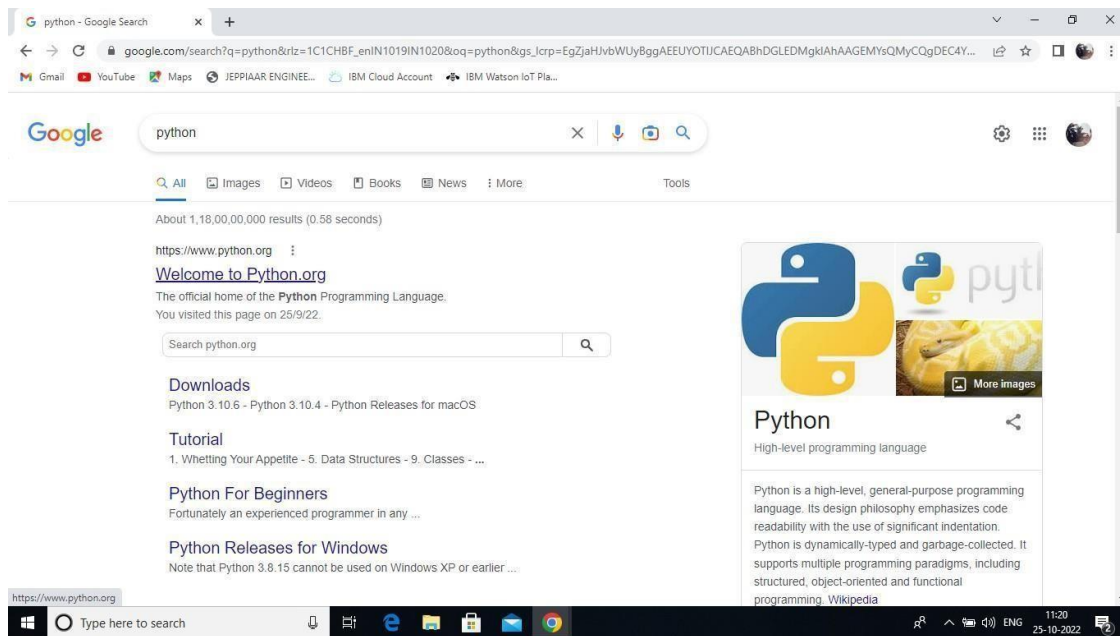 python - Google Search
google.com/search?q=python&rlz=1C1CHBF_enIN1019IN1020&oq=python&gs_lcrp=EgZjaHJvbWUyBggAEEUYOTIJCAEQABhDGLEDMgkIAhAAGEMYsQMyCQgDEC4Y...
Gmail YouTube Maps JEPPIAAR ENGINEE... IBM Cloud Account IBM Watson IoT Pla...
Google
python
All Images Videos Books News More Tools
About 1,18,00,00,000 results (0.58 seconds)
https://www.python.org
Welcome to Python.org
The official home of the Python Programming Language.
You visited this page on 25/9/22.
Search python.org
Downloads
Python 3.10.6 - Python 3.10.4 - Python Releases for macOS
Tutorial
1. Whetting Your Appetite - 5. Data Structures - 9. Classes - ...
Python For Beginners
Fortunately an experienced programmer in any ...
Python Releases for Windows
Note that Python 3.8.15 cannot be used on Windows XP or earlier ...
pyth
More images
Python
High-level programming language
Python is a high-level, general-purpose programming
language. Its design philosophy emphasizes code
readability with the use of significant indentation.
Python is dynamically-typed and garbage-collected. It
supports multiple programming paradigms, including
structured, object-oriented and functional
programming. Wikipedia
https://www.python.org
Type here to search
ENG
11:20
25-10-2022
2